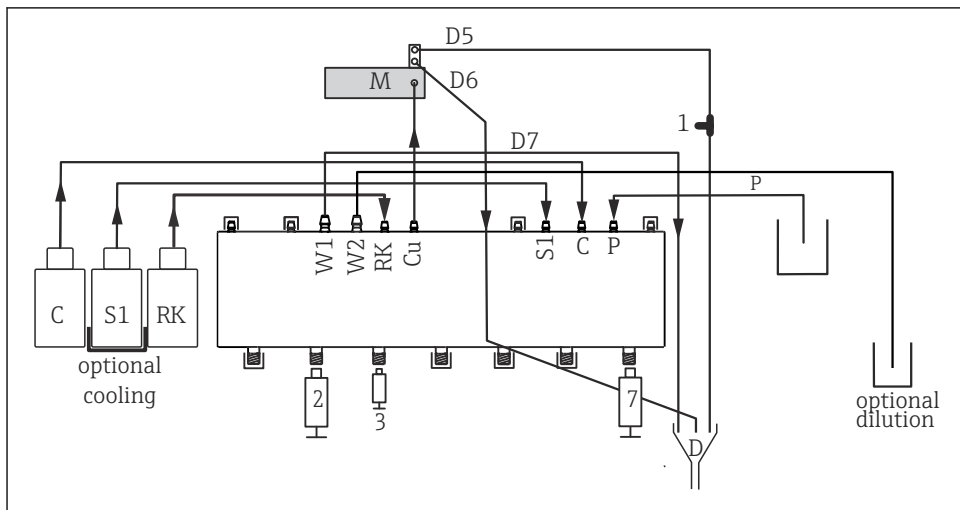 D5
M
D6
1
D7
P
W1
W2
RK
Cu
S1
C
P
C
S1
RK
optional
cooling
2
3
7
optional
dilution
D